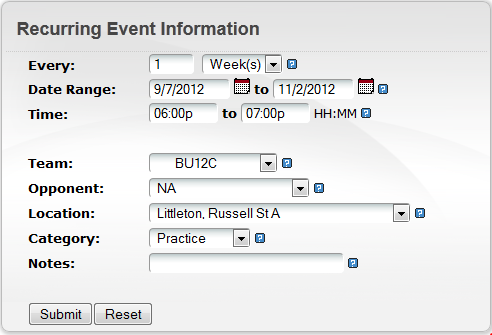 Recurring Event Information
Every: 1 Week(s) ?
Date Range: 9/7/2012 to 11/2/2012 ?
Time: 06:00p to 07:00p HH:MM ?
Team: BU12C ?
Opponent: NA ?
Location: Littleton, Russell St A ?
Category: Practice ?
Notes: ?
Submit Reset